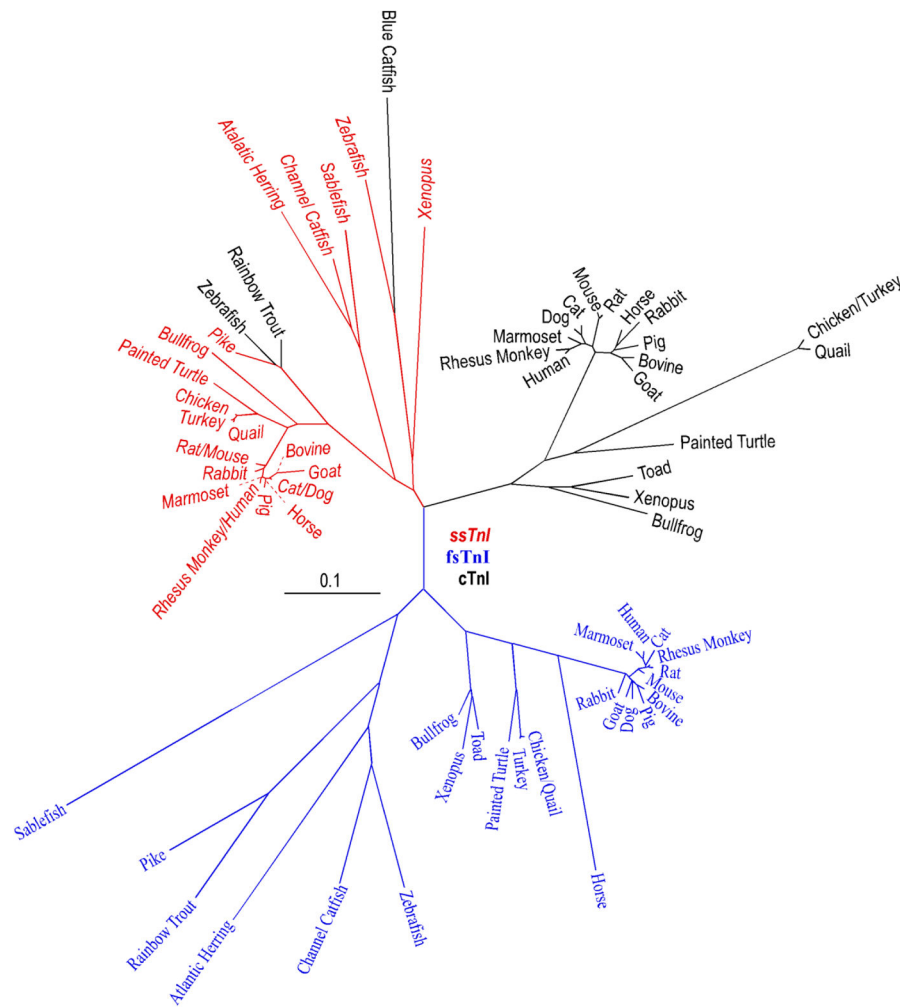 Blue Catfish
Zebrafish
Atalatic Herring
Channel Catfish
Sablefish
Xenopus
Rainbow Trout
Zebrafish
Pike
Bullfrog
Painted Turtle
Chicken
Turkey
Quail
Rat/Mouse
Rabbit
Marmoset
Rhesus Monkey/Human
Pig
Bovine
Goat
Cat/Dog
Horse
Mouse
Rat
Cat
Dog
Marmoset
Rhesus Monkey
Human
Horse
Rabbit
Pig
Bovine
Goat
Chicken/Turkey
Quail
Painted Turtle
Toad
Xenopus
Bullfrog
ssTnI
fsTnI
cTnI
0.1
Human
Cat
Marmoset
Rhesus Monkey
Rat
Mouse
Bovine
Pig
Dog
Goat
Rabbit
Bullfrog
Toad
Xenopus
Painted Turtle
Turkey
Chicken/Quail
Horse
Sablefish
Pike
Rainbow Trout
Atlantic Herring
Channel Catfish
Zebrafish